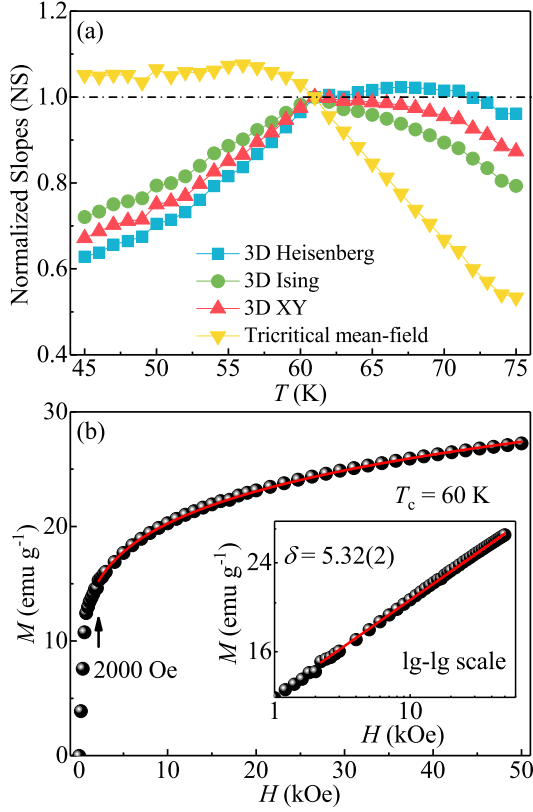 (a)
Normalized Slopes (NS)
1.2
1.0
0.8
0.6
0.4
3D Heisenberg
3D Ising
3D XY
Tricritical mean-field
45 50 55 60 65 70 75
T (K)
(b)
M (emu g⁻¹)
30
20
10
0
Tc = 60 K
2000 Oe
δ = 5.32(2)
M (emu g⁻¹)
24
16
lg-lg scale
1 10
H (kOe)
0 10 20 30 40 50
H (kOe)